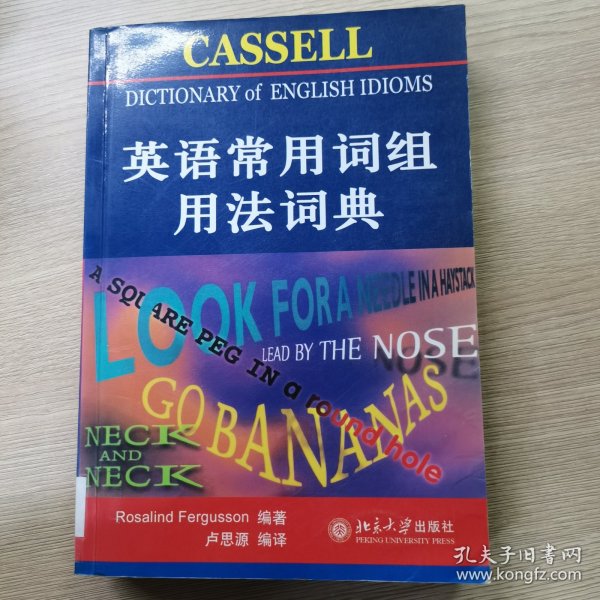 CASSELL
DICTIONARY of ENGLISH IDIOMS
英语常用词组
用法词典
LOOK FOR A NEEDLE IN A HAYSTACK
A SQUARE PEG IN a round hole
LEAD BY THE NOSE
NOSE
GO BANANAS
NECK
AND
NECK
Rosalind Fergusson 编著
卢思源 编译
北京大学出版社
PEKING UNIVERSITY PRESS
孔夫子旧书网
www.kongfz.com